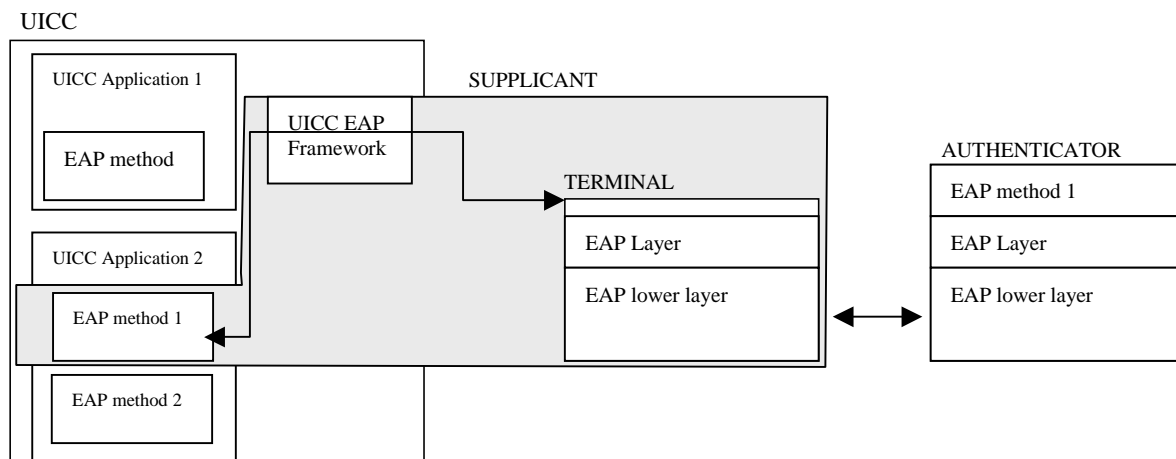 UICC
UICC Application 1
EAP method
UICC Application 2
EAP method 1
EAP method 2
SUPPLICANT
UICC EAP
Framework
TERMINAL
EAP Layer
EAP lower layer
AUTHENTICATOR
EAP method 1
EAP Layer
EAP lower layer